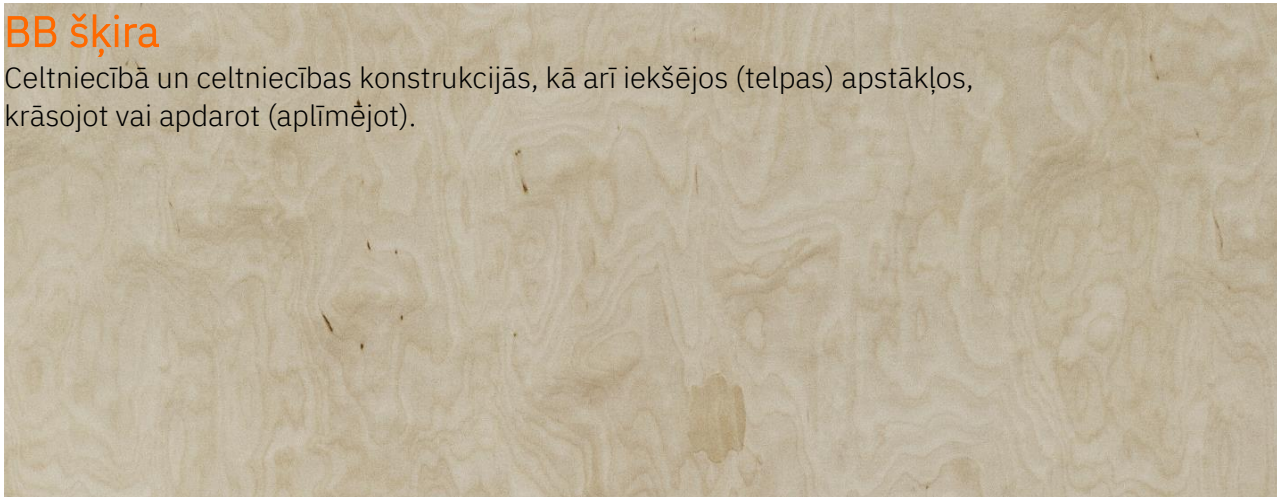 BB šķira
Celtniecībā un celtniecības konstrukcijās, kā arī iekšējos (telpas) apstākļos,
krāsojot vai apdarot (aplīmējot).